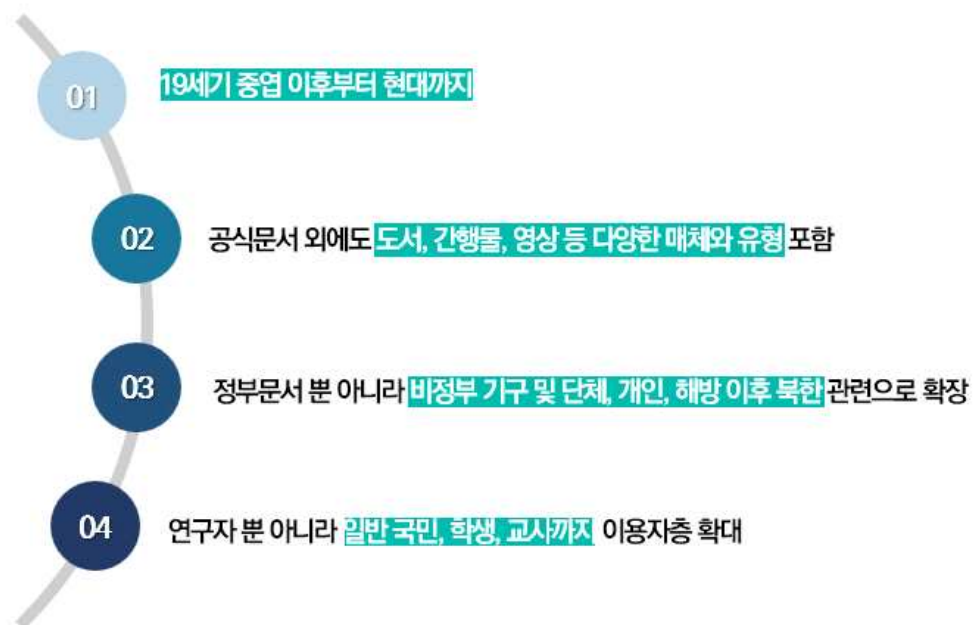 01
19세기 중엽 이후부터 현대까지
02
공식문서 외에도 도서, 간행물, 영상 등 다양한 매체와 유형 포함
03
정부문서 뿐 아니라 비정부 기구 및 단체, 개인, 해방 이후 북한 관련으로 확장
04
연구자 뿐 아니라 일반 국민, 학생, 교사까지 이용자층 확대